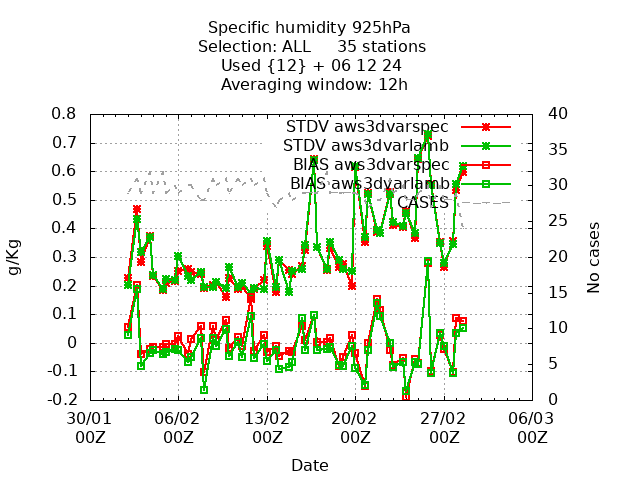 Specific humidity 925hPa
Selection: ALL     35 stations
Used {12} + 06 12 24
Averaging window: 12h
STDV aws3dvarspec
STDV aws3dvarlamb
BIAS aws3dvarspec
BIAS aws3dvarlamb
CASES
0.8
0.7
0.6
0.5
0.4
0.3
0.2
0.1
0
-0.1
-0.2
g/Kg
40
35
30
25
20
15
10
5
0
No cases
30/01 06/02 13/02 20/02 27/02 06/03
00Z 00Z 00Z 00Z 00Z 00Z
Date